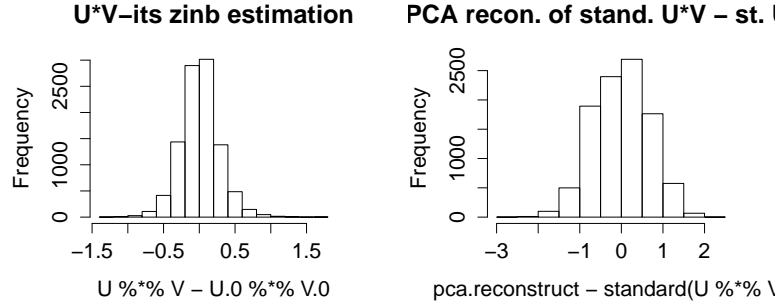 U*V−its zinb estimation
PCA recon. of stand. U*V − st. U
Frequency
0
1000
2500
−1.5
−0.5
0.5
1.5
U %*% V − U.0 %*% V.0
Frequency
0
1000
2500
−3
−1
0
1
2
pca.reconstruct − standard(U %*% V